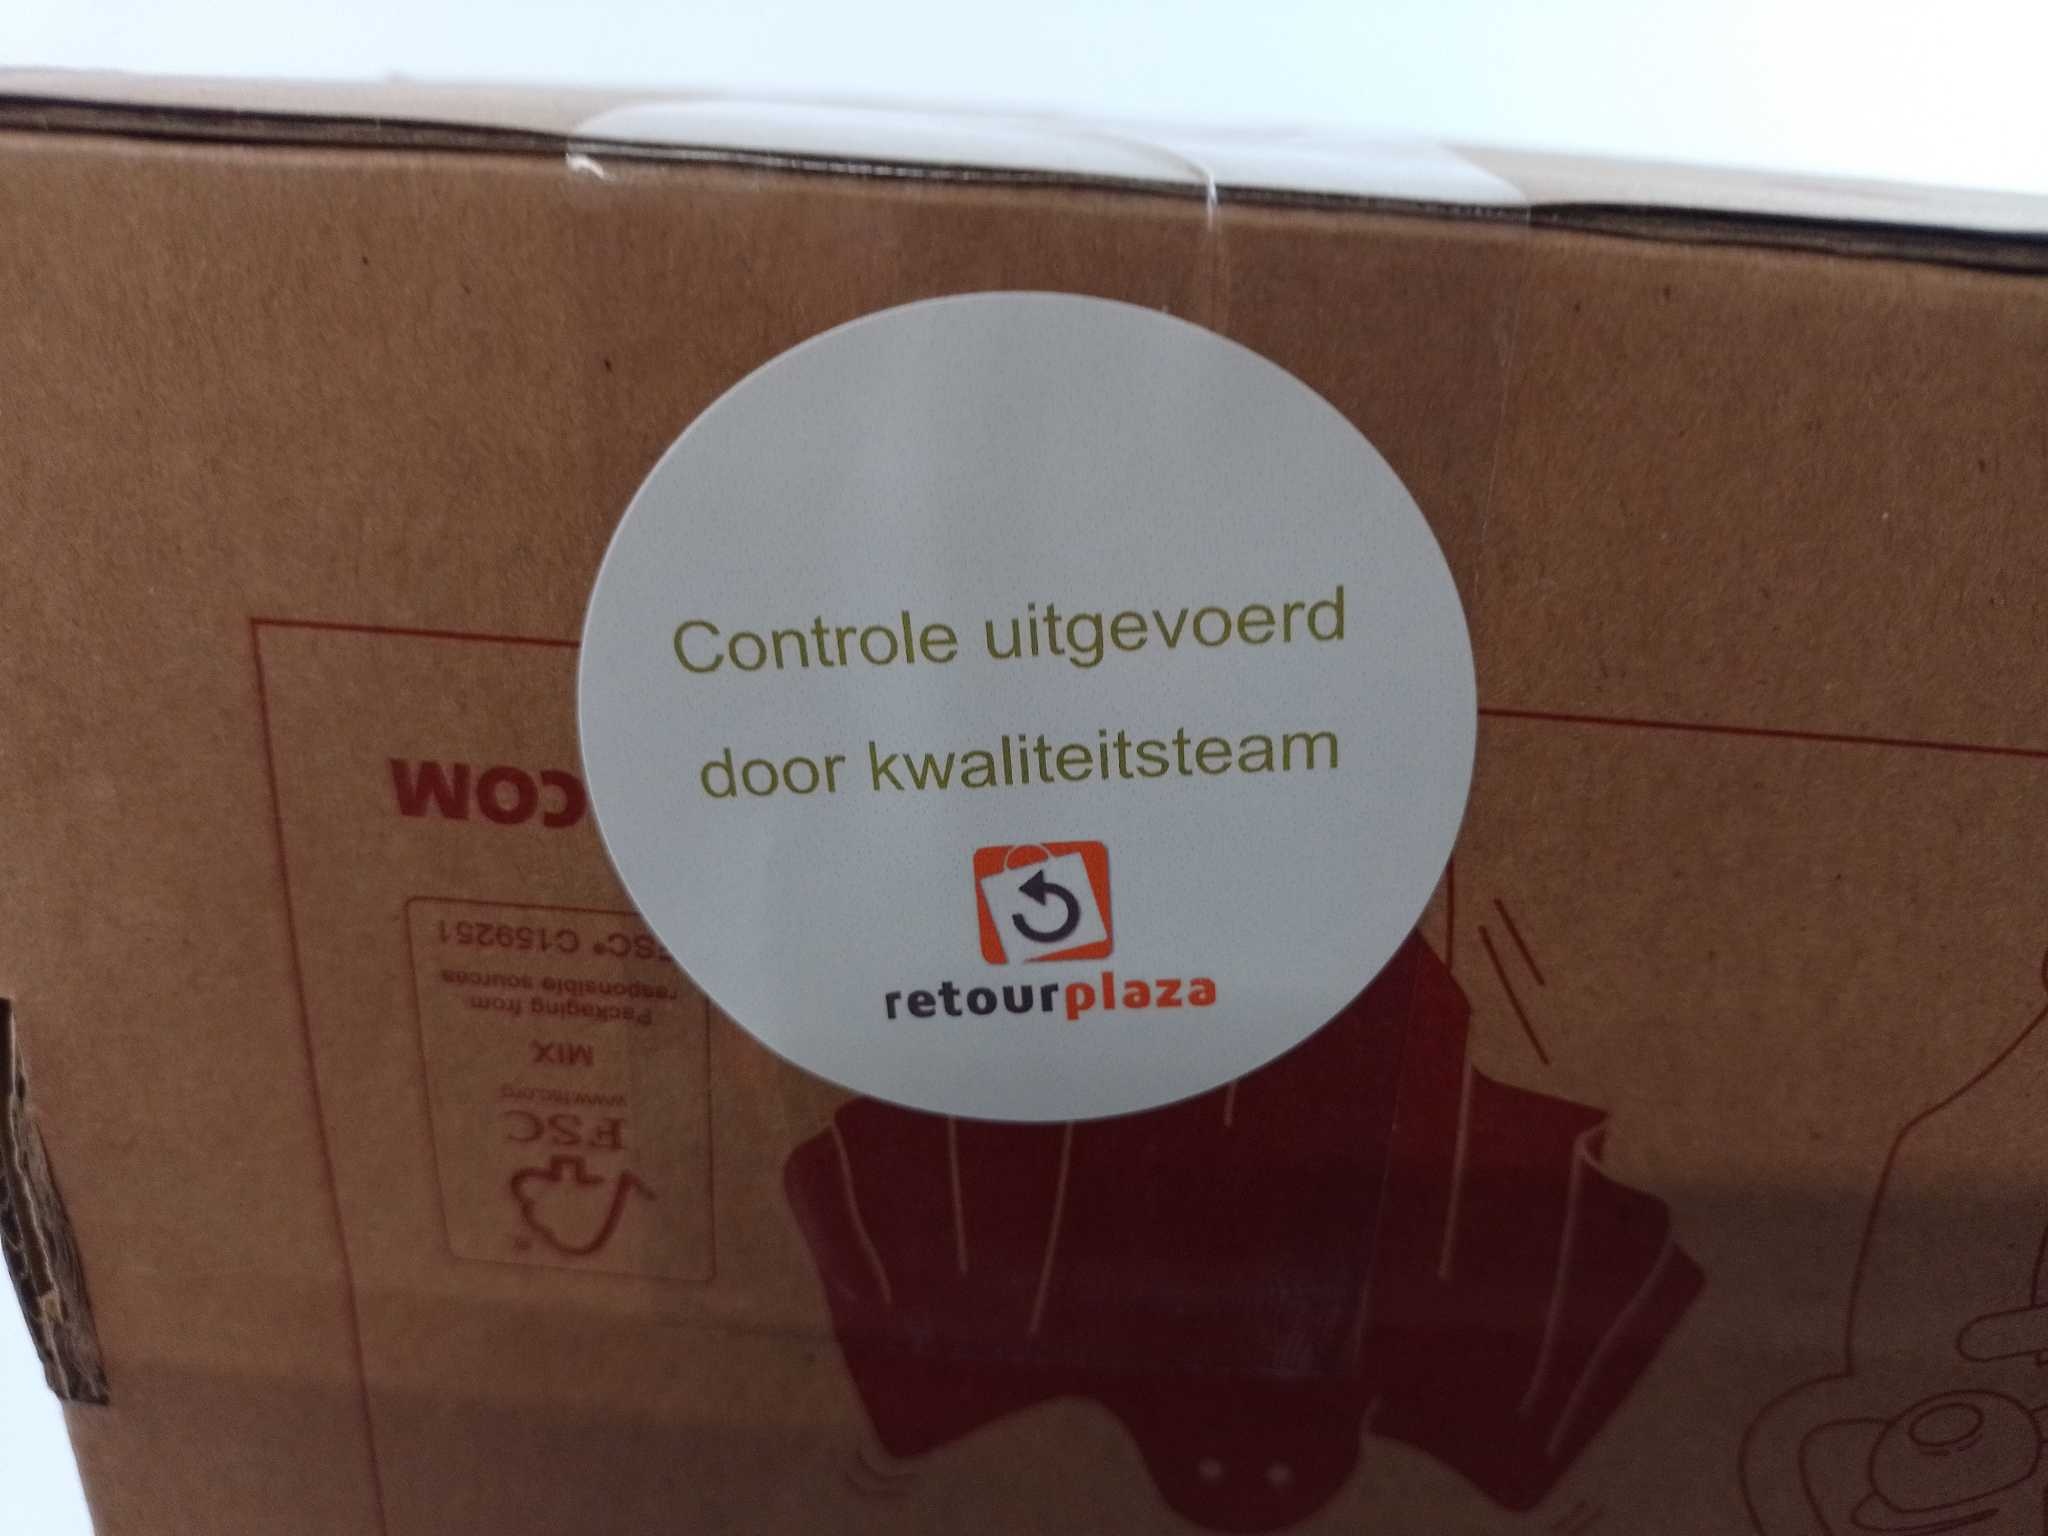 Controle uitgevoerd
door kwaliteitsteam
retourplaza
COM
FSC® C159251
Packaging from
responsible sources
MIX
www.fsc.org
FSC